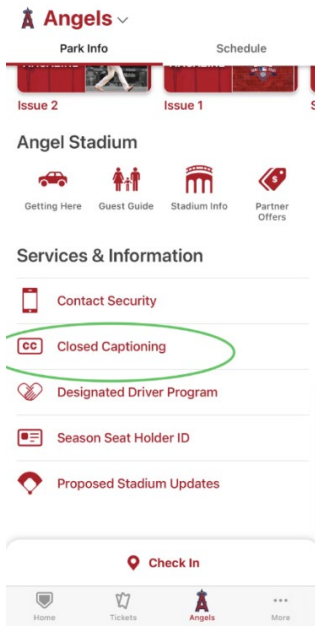 Angels
Park Info
Schedule
Issue 2
Issue 1
Angel Stadium
Getting Here
Guest Guide
Stadium Info
Partner
Offers
Services & Information
Contact Security
CC
Closed Captioning
Designated Driver Program
Season Seat Holder ID
Proposed Stadium Updates
Check In
Home
Tickets
Angels
More